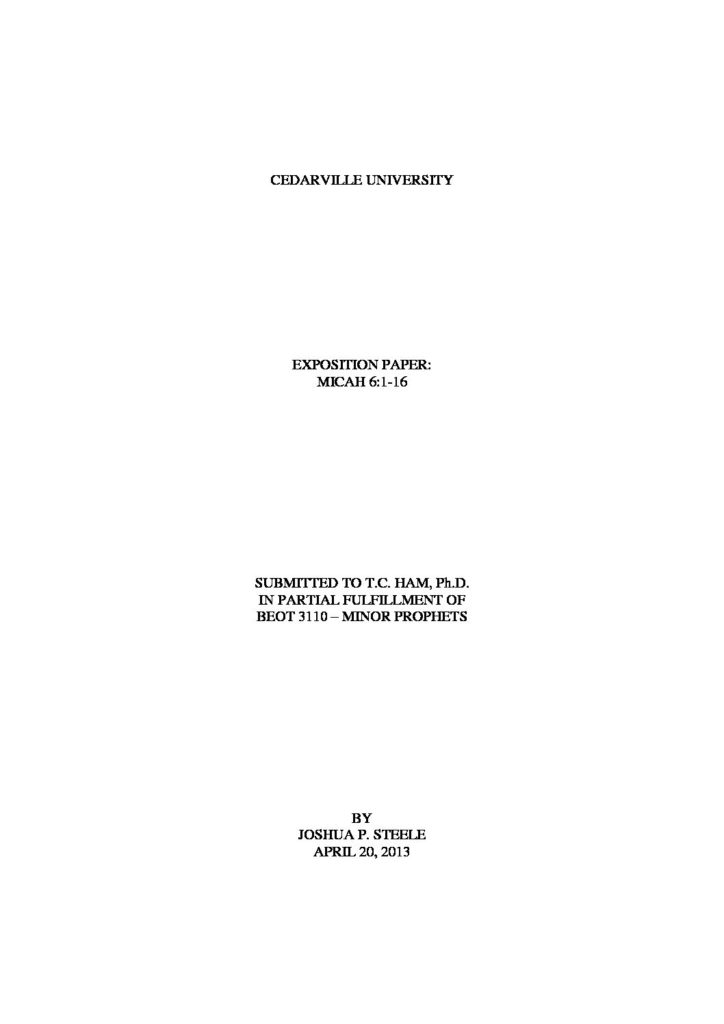 CEDARVILLE UNIVERSITY
EXPOSITION PAPER:
MICAH 6:1-16
SUBMITTED TO T.C. HAM, Ph.D.
IN PARTIAL FULFILLMENT OF
BEOT 3110 – MINOR PROPHETS
BY
JOSHUA P. STEELE
APRIL 20, 2013